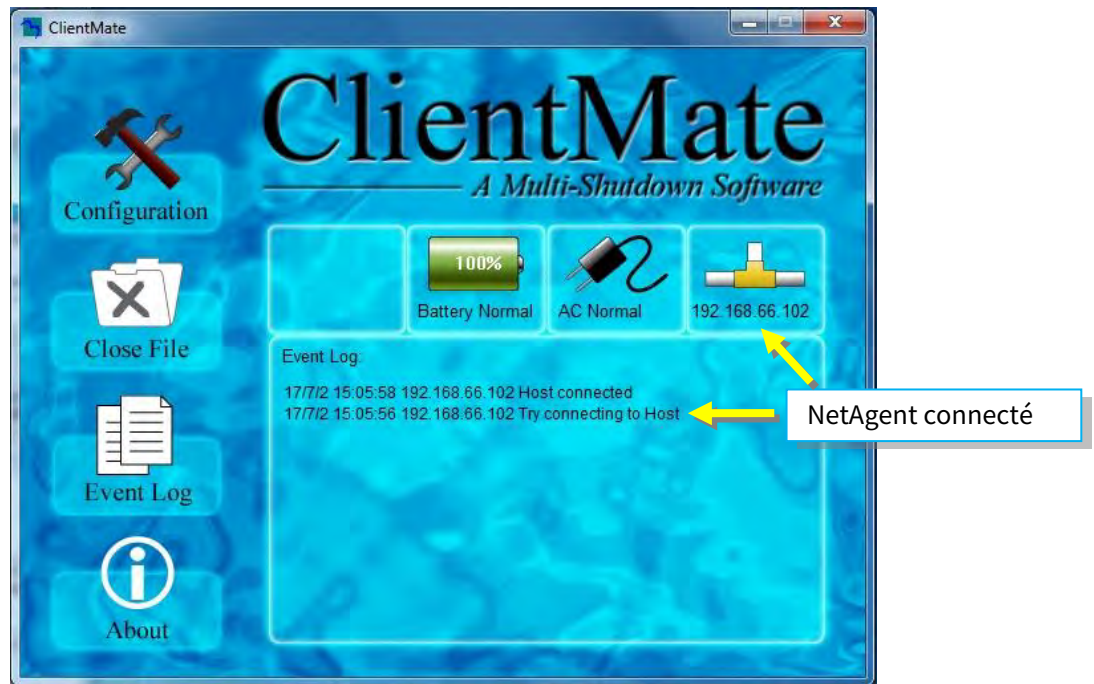 ClientMate
ClientMate
A Multi-Shutdown Software
Configuration
Close File
Event Log
About
100%
Battery Normal
AC Normal
192.168.66.102
Event Log:
17/7/2 15:05:58 192.168.66.102 Host connected
17/7/2 15:05:56 192.168.66.102 Try connecting to Host
NetAgent connecté